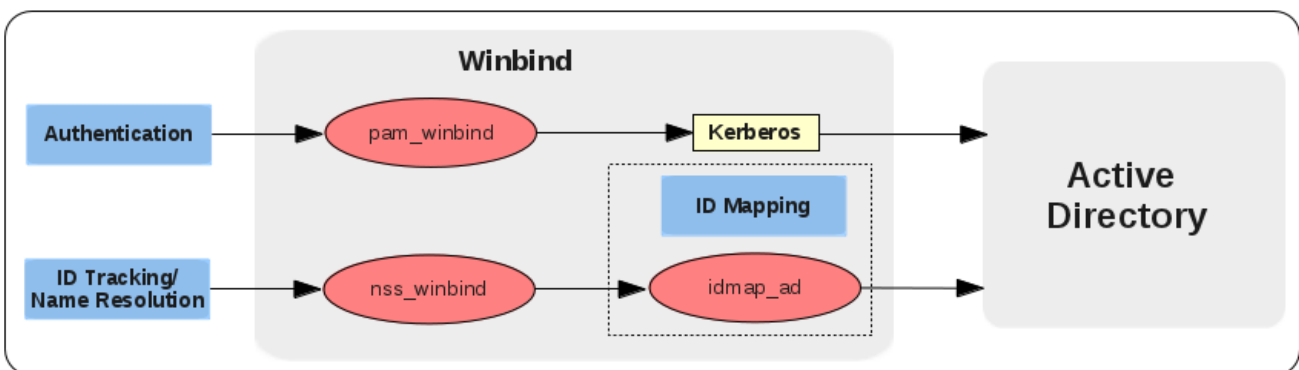 Winbind
Authentication
pam_winbind
Kerberos
ID Mapping
Active
Directory
ID Tracking/
Name Resolution
nss_winbind
idmap_ad